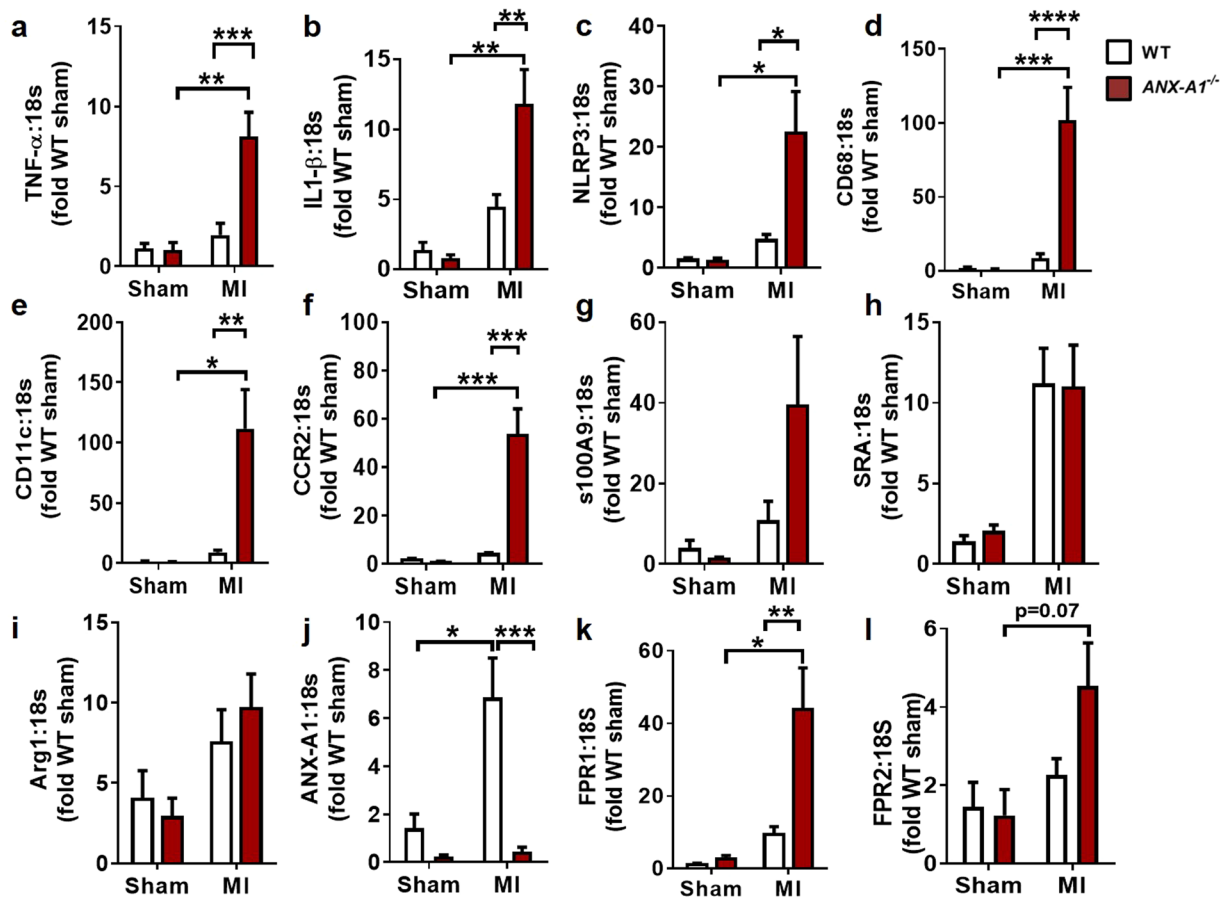 a
TNF-α:18s
(fold WT sham)
15
10
5
0
**
***
Sham
MI
b
IL1-β:18s
(fold WT sham)
15
10
5
0
**
**
Sham
MI
c
NLRP3:18s
(fold WT sham)
40
30
20
10
0
*
*
Sham
MI
d
CD68:18s
(fold WT sham)
150
100
50
0
***
****
Sham
MI
WT
ANX-A1-/-
e
CD11c:18s
(fold WT sham)
200
150
100
50
0
*
**
Sham
MI
f
CCR2:18s
(fold WT sham)
100
80
60
40
20
0
***
***
Sham
MI
g
s100A9:18s
(fold WT sham)
60
40
20
0
Sham
MI
h
SRA:18s
(fold WT sham)
20
15
10
5
0
Sham
MI
i
Arg1:18s
(fold WT sham)
15
10
5
0
Sham
MI
j
ANX-A1:18s
(fold WT sham)
10
8
6
4
2
0
*
***
Sham
MI
k
FPR1:18S
(fold WT sham)
60
40
20
0
*
**
Sham
MI
l
FPR2:18S
(fold WT sham)
6
4
2
0
p=0.07
Sham
MI